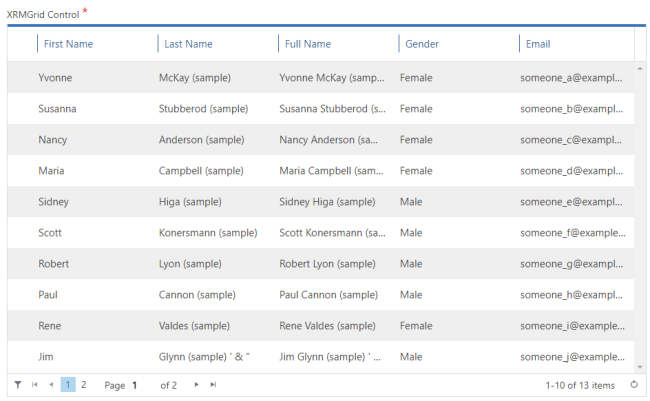 XRMGrid Control *
First Name Last Name Full Name Gender Email
Yvonne McKay (sample) Yvonne McKay (samp... Female someone_a@exampl...
Susanna Stubberod (sample) Susanna Stubberod (s... Female someone_b@exampl...
Nancy Anderson (sample) Nancy Anderson (sa... Female someone_c@exampl...
Maria Campbell (sample) Maria Campbell (sam... Female someone_d@exampl...
Sidney Higa (sample) Sidney Higa (sample) Male someone_e@exampl...
Scott Konersmann (sample) Scott Konersmann (sa... Male someone_f@example...
Robert Lyon (sample) Robert Lyon (sample) Male someone_g@exampl...
Paul Cannon (sample) Paul Cannon (sample) Male someone_h@exampl...
Rene Valdes (sample) Rene Valdes (sample) Female someone_i@example...
Jim Glynn (sample) ' & " Jim Glynn (sample) ' ... Male someone_j@example...
1 2 Page 1 of 2 1-10 of 13 items